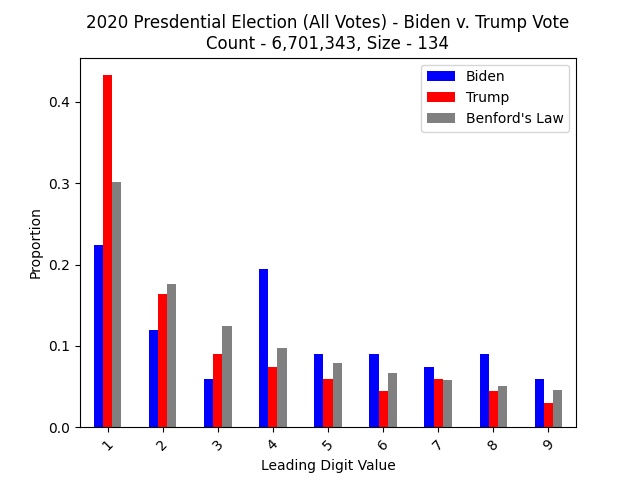 2020 Presdential Election (All Votes) - Biden v. Trump Vote
Count - 6,701,343, Size - 134
Biden
Trump
Benford's Law
Proportion
0.4
0.3
0.2
0.1
0.0
1 2 3 4 5 6 7 8 9
Leading Digit Value